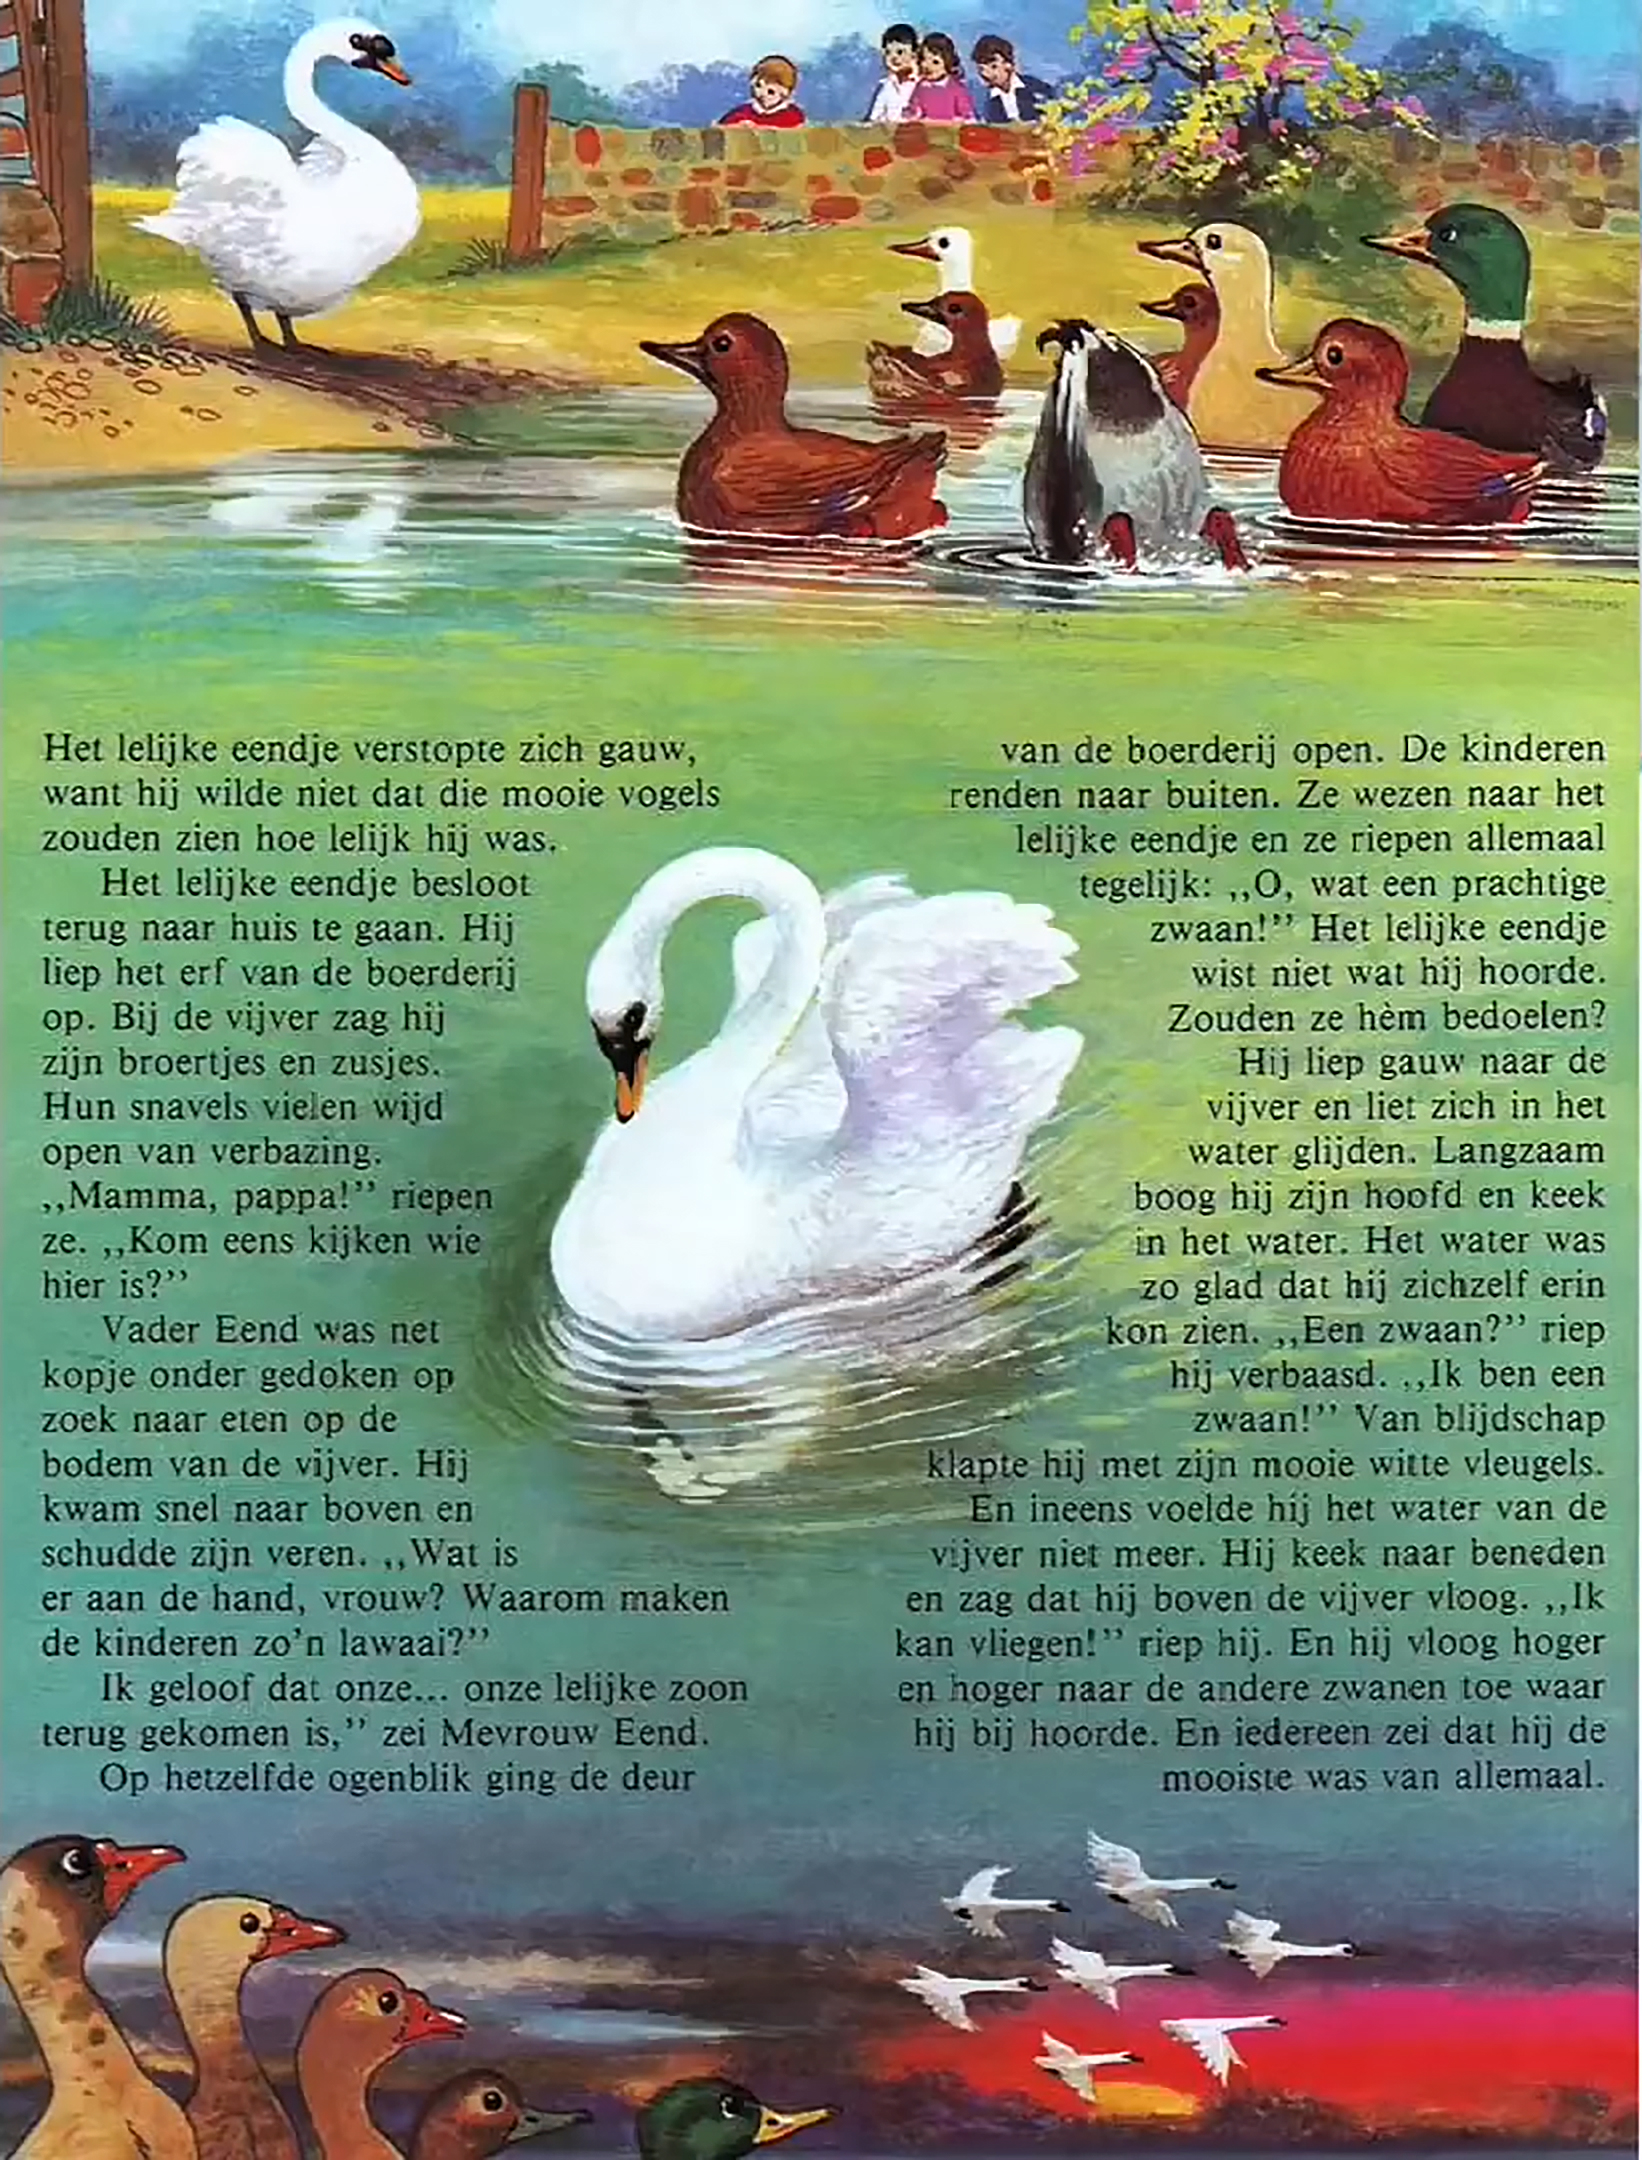 Het lelijke eendje verstopte zich gauw,
want hij wilde niet dat die mooie vogels
zouden zien hoe lelijk hij was.
Het lelijke eendje besloot
terug naar huis te gaan. Hij
liep het erf van de boerderij
op. Bij de vijver zag hij
zijn broertjes en zusjes.
Hun snavels vielen wijd
open van verbazing.
,,Mamma, pappa!’’ riepen
ze. ,,Kom eens kijken wie
hier is?’’
Vader Eend was net
kopje onder gedoken op
zoek naar eten op de
bodem van de vijver. Hij
kwam snel naar boven en
schudde zijn veren. ,,Wat is
er aan de hand, vrouw? Waarom maken
de kinderen zo’n lawaai?’’
Ik geloof dat onze... onze lelijke zoon
terug gekomen is,’’ zei Mevrouw Eend.
Op hetzelfde ogenblik ging de deur
van de boerderij open. De kinderen
renden naar buiten. Ze wezen naar het
lelijke eendje en ze riepen allemaal
tegelijk: ,,O, wat een prachtige
zwaan!’’ Het lelijke eendje
wist niet wat hij hoorde.
Zouden ze hèm bedoelen?
Hij liep gauw naar de
vijver en liet zich in het
water glijden. Langzaam
boog hij zijn hoofd en keek
in het water. Het water was
zo glad dat hij zichzelf erin
kon zien. ,,Een zwaan?’’ riep
hij verbaasd. ,,Ik ben een
zwaan!’’ Van blijdschap
klapte hij met zijn mooie witte vleugels.
En ineens voelde hij het water van de
vijver niet meer. Hij keek naar beneden
en zag dat hij boven de vijver vloog. ,,Ik
kan vliegen!’’ riep hij. En hij vloog hoger
en hoger naar de andere zwanen toe waar
hij bij hoorde. En iedereen zei dat hij de
mooiste was van allemaal.